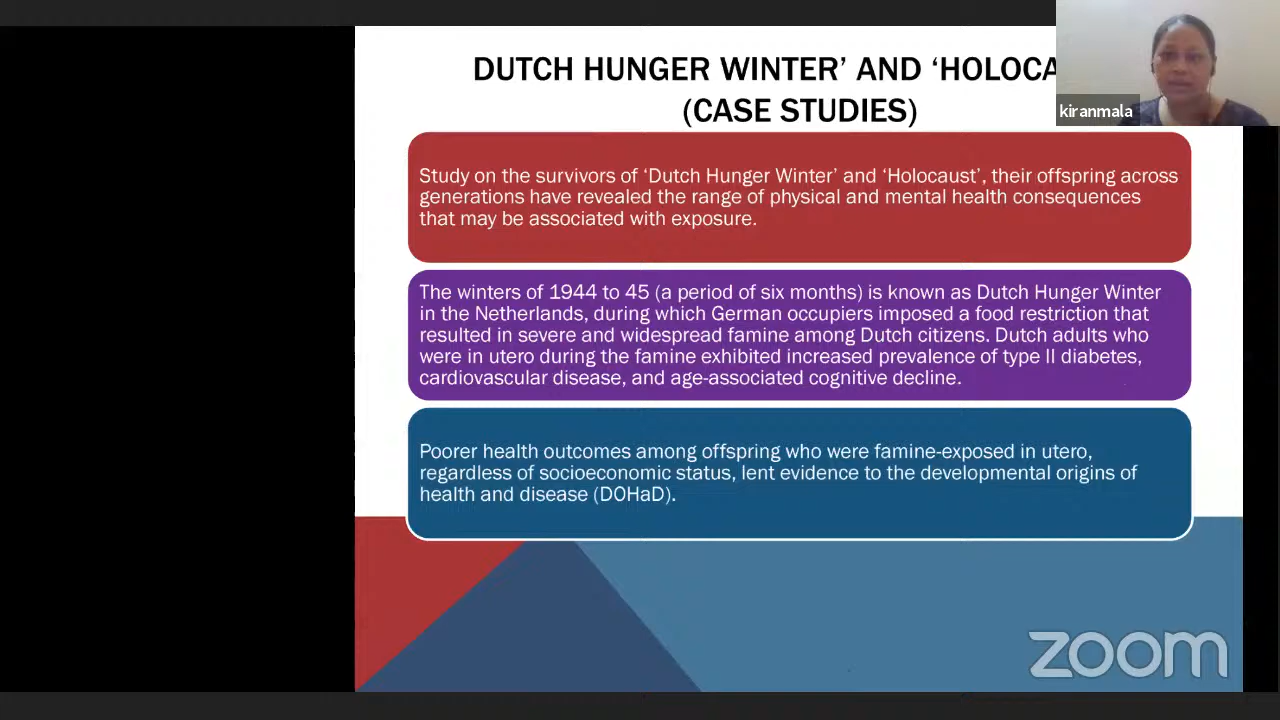 DUTCH HUNGER WINTER’ AND ‘HOLOCA
(CASE STUDIES)
kiranmala
Study on the survivors of ‘Dutch Hunger Winter’ and ‘Holocaust’, their offspring across
generations have revealed the range of physical and mental health consequences
that may be associated with exposure.
The winters of 1944 to 45 (a period of six months) is known as Dutch Hunger Winter
in the Netherlands, during which German occupiers imposed a food restriction that
resulted in severe and widespread famine among Dutch citizens. Dutch adults who
were in utero during the famine exhibited increased prevalence of type II diabetes,
cardiovascular disease, and age-associated cognitive decline.
Poorer health outcomes among offspring who were famine-exposed in utero,
regardless of socioeconomic status, lent evidence to the developmental origins of
health and disease (DOHaD).
zoom